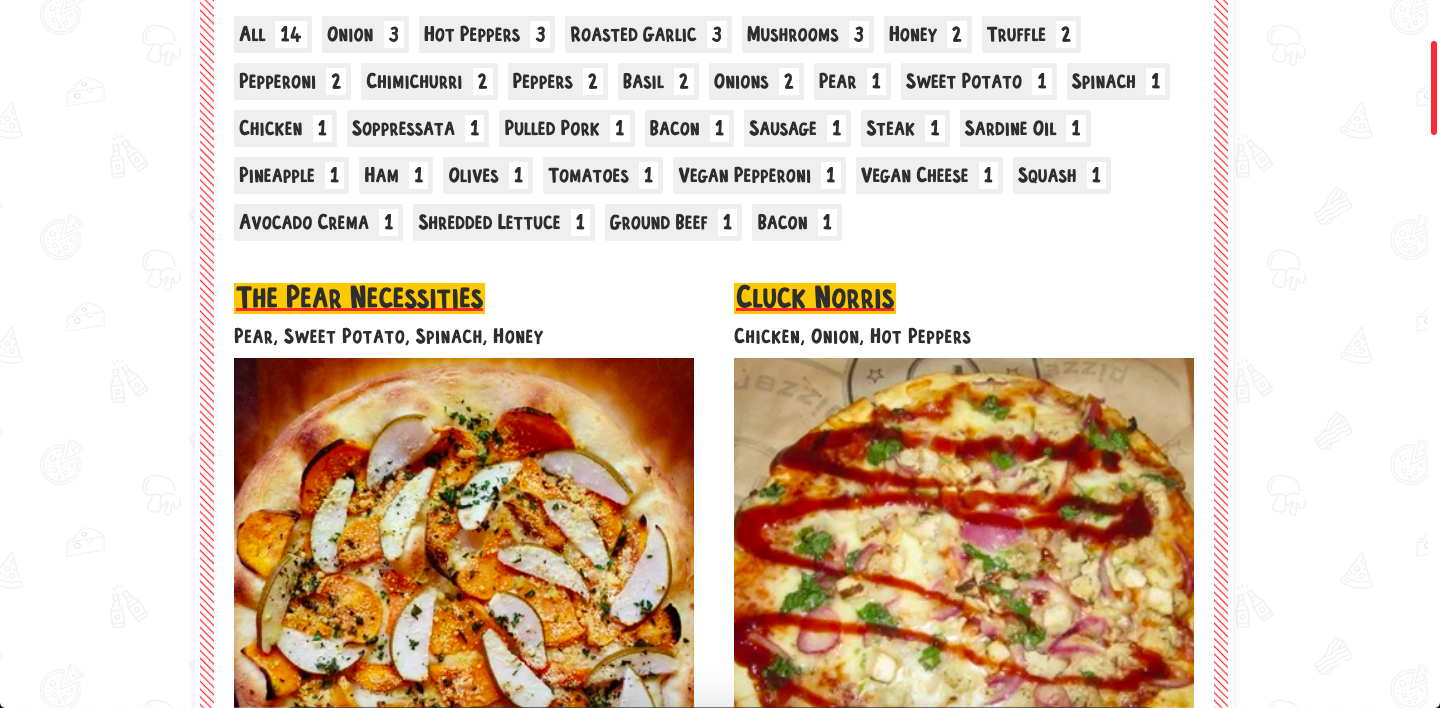 All 14 Onion 3 Hot Peppers 3 Roasted Garlic 3 Mushrooms 3 Honey 2 Truffle 2
Pepperoni 2 Chimichurri 2 Peppers 2 Basil 2 Onions 2 Pear 1 Sweet Potato 1 Spinach 1
Chicken 1 Soppressata 1 Pulled Pork 1 Bacon 1 Sausage 1 Steak 1 Sardine Oil 1
Pineapple 1 Ham 1 Olives 1 Tomatoes 1 Vegan Pepperoni 1 Vegan Cheese 1 Squash 1
Avocado Crema 1 Shredded Lettuce 1 Ground Beef 1 Bacon 1
The Pear Necessities
Pear, Sweet Potato, Spinach, Honey
Cluck Norris
Chicken, Onion, Hot Peppers